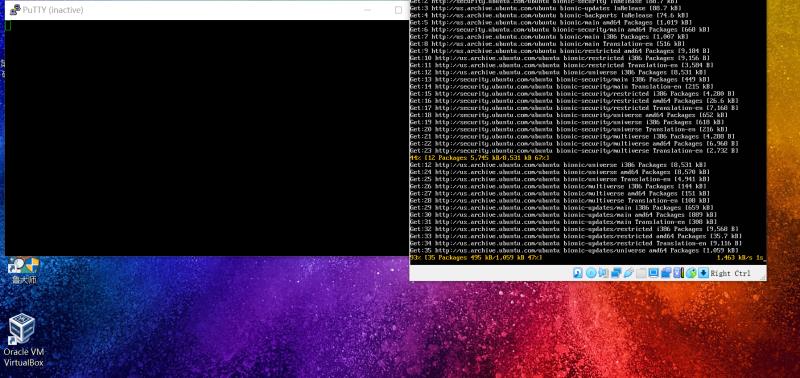 PuTTY (inactive)
Get:2 http://security.ubuntu.com/ubuntu bionic-security InRelease [88.7 kB]
Get:3 http://us.archive.ubuntu.com/ubuntu bionic-updates InRelease [88.7 kB]
Get:4 http://us.archive.ubuntu.com/ubuntu bionic-backports InRelease [74.6 kB]
Get:5 http://us.archive.ubuntu.com/ubuntu bionic/main amd64 Packages [1,019 kB]
Get:6 http://security.ubuntu.com/ubuntu bionic-security/main amd64 Packages [660 kB]
Get:7 http://us.archive.ubuntu.com/ubuntu bionic/main i386 Packages [1,007 kB]
Get:8 http://us.archive.ubuntu.com/ubuntu bionic/main Translation-en [516 kB]
Get:9 http://us.archive.ubuntu.com/ubuntu bionic/restricted amd64 Packages [9,184 B]
Get:10 http://us.archive.ubuntu.com/ubuntu bionic/restricted i386 Packages [9,156 B]
Get:11 http://us.archive.ubuntu.com/ubuntu bionic/restricted Translation-en [3,584 B]
Get:12 http://us.archive.ubuntu.com/ubuntu bionic/universe i386 Packages [8,531 kB]
Get:13 http://security.ubuntu.com/ubuntu bionic-security/main i386 Packages [449 kB]
Get:14 http://security.ubuntu.com/ubuntu bionic-security/main Translation-en [215 kB]
Get:15 http://security.ubuntu.com/ubuntu bionic-security/restricted i386 Packages [4,280 B]
Get:16 http://security.ubuntu.com/ubuntu bionic-security/restricted amd64 Packages [26.6 kB]
Get:17 http://security.ubuntu.com/ubuntu bionic-security/restricted Translation-en [7,168 B]
Get:18 http://security.ubuntu.com/ubuntu bionic-security/universe amd64 Packages [652 kB]
Get:19 http://security.ubuntu.com/ubuntu bionic-security/universe i386 Packages [618 kB]
Get:20 http://security.ubuntu.com/ubuntu bionic-security/universe Translation-en [216 kB]
Get:21 http://security.ubuntu.com/ubuntu bionic-security/multiverse i386 Packages [4,288 B]
Get:22 http://security.ubuntu.com/ubuntu bionic-security/multiverse amd64 Packages [6,968 B]
Get:23 http://security.ubuntu.com/ubuntu bionic-security/multiverse Translation-en [2,732 B]
44% [12 Packages 5,745 kB/8,531 kB 67%]
Get:12 http://us.archive.ubuntu.com/ubuntu bionic/universe i386 Packages [8,531 kB]
Get:24 http://us.archive.ubuntu.com/ubuntu bionic/universe amd64 Packages [8,570 kB]
Get:25 http://us.archive.ubuntu.com/ubuntu bionic/universe Translation-en [4,941 kB]
Get:26 http://us.archive.ubuntu.com/ubuntu bionic/multiverse i386 Packages [144 kB]
Get:27 http://us.archive.ubuntu.com/ubuntu bionic/multiverse amd64 Packages [151 kB]
Get:28 http://us.archive.ubuntu.com/ubuntu bionic/multiverse Translation-en [108 kB]
Get:29 http://us.archive.ubuntu.com/ubuntu bionic-updates/main i386 Packages [659 kB]
Get:30 http://us.archive.ubuntu.com/ubuntu bionic-updates/main amd64 Packages [889 kB]
Get:31 http://us.archive.ubuntu.com/ubuntu bionic-updates/main Translation-en [308 kB]
Get:32 http://us.archive.ubuntu.com/ubuntu bionic-updates/restricted i386 Packages [9,568 B]
Get:33 http://us.archive.ubuntu.com/ubuntu bionic-updates/restricted amd64 Packages [35.7 kB]
Get:34 http://us.archive.ubuntu.com/ubuntu bionic-updates/restricted Translation-en [9,116 B]
Get:35 http://us.archive.ubuntu.com/ubuntu bionic-updates/universe amd64 Packages [1,059 kB]
93% [35 Packages 495 kB/1,059 kB 47%] 1,463 kB/s 1s
Right Ctrl
鲁大师
Oracle VM
VirtualBox